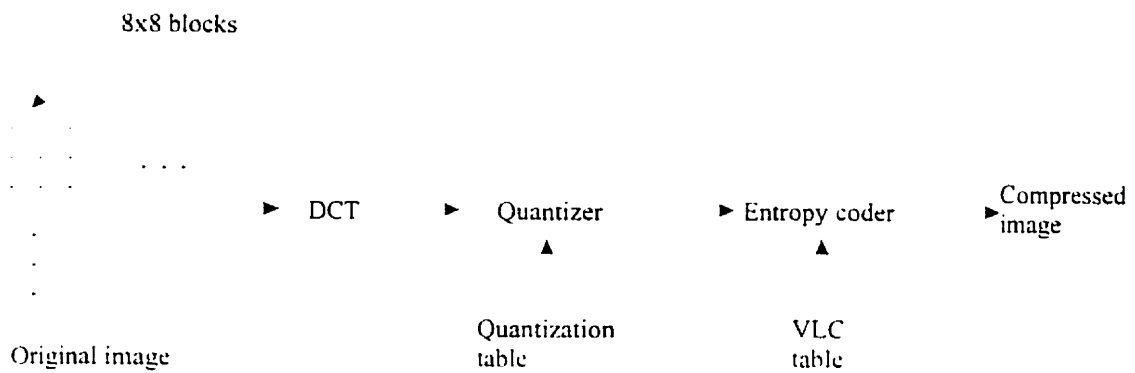 8x8 blocks
DCT
Quantizer
Entropy coder
Compressed
image
Quantization
table
VLC
table
Original image